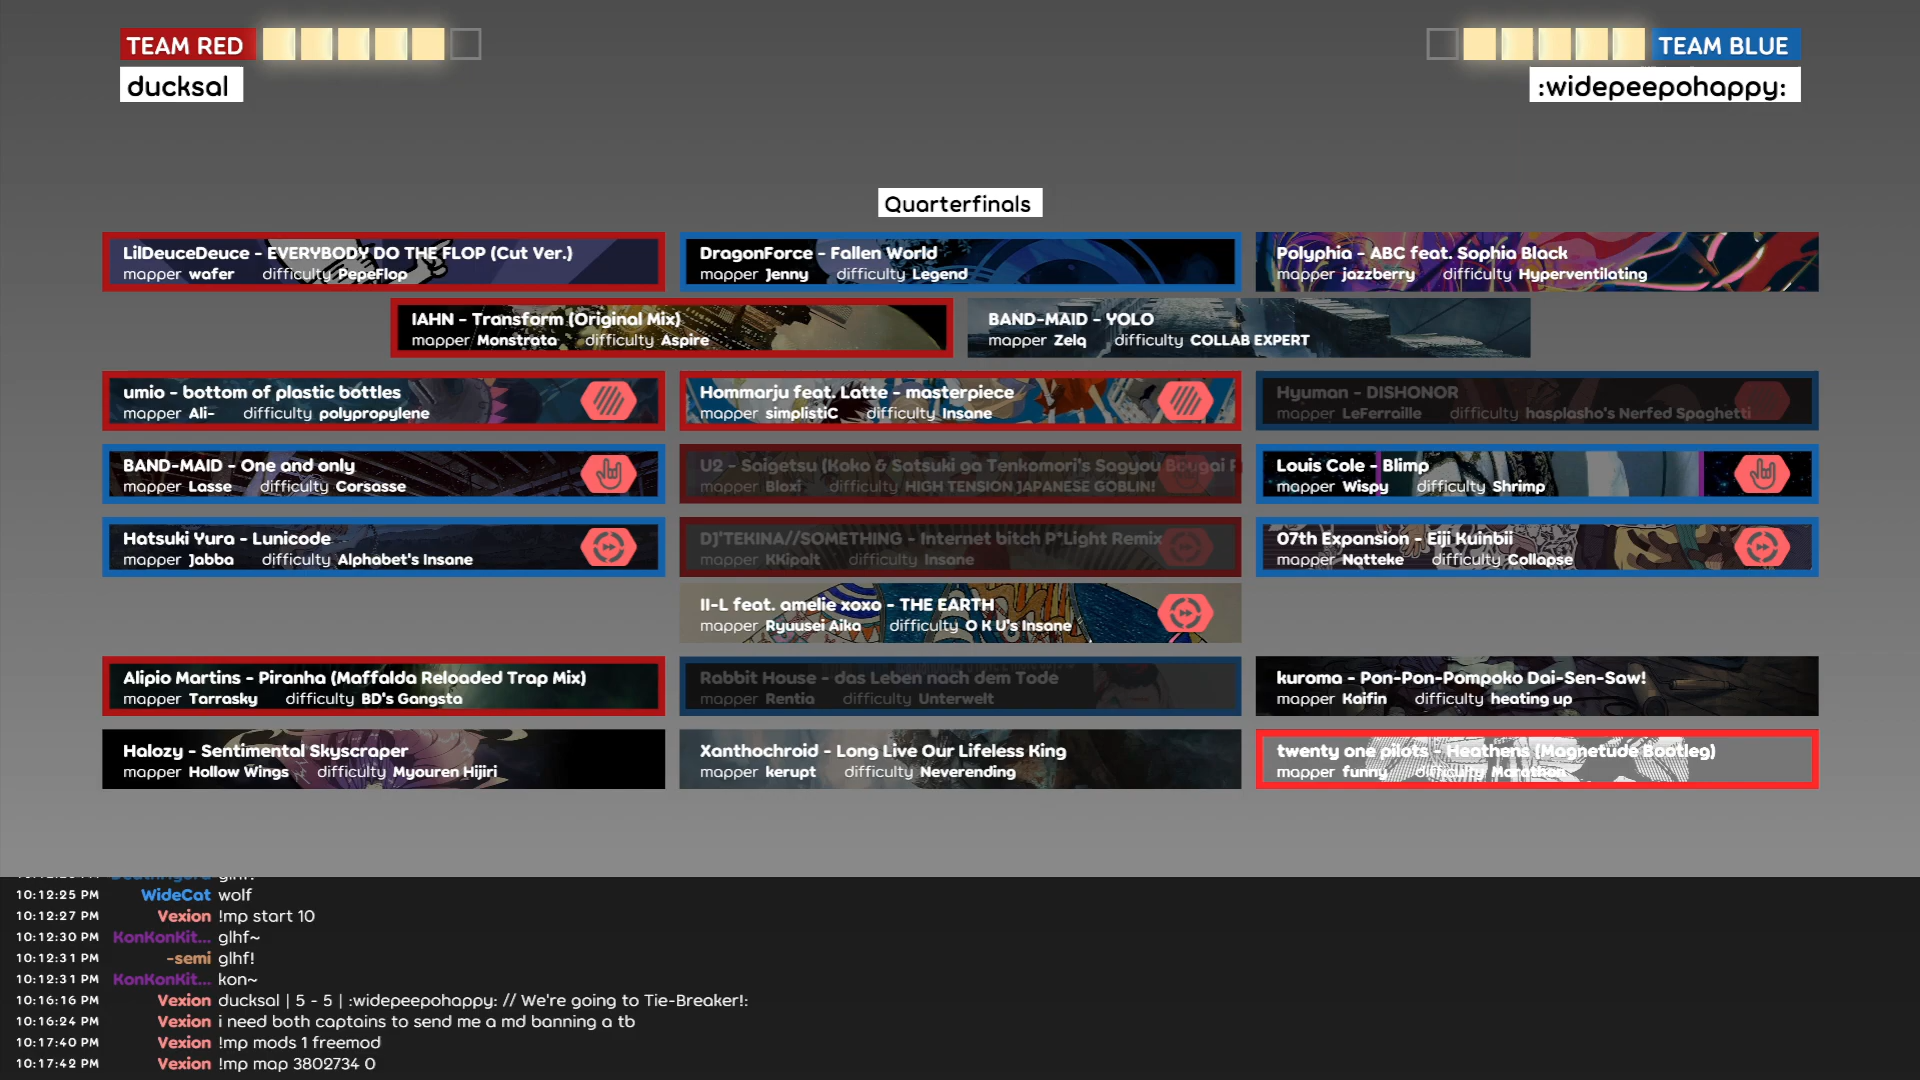 TEAM RED
TEAM BLUE
ducksal
:widepeepohappy:
Quarterfinals
LilDeuceDeuce - EVERYBODY DO THE FLOP (Cut Ver.)
mapper wafer difficulty PepeFlop
DragonForce - Fallen World
mapper Jenny difficulty Legend
Polyphia - ABC feat. Sophia Black
mapper jazzberry difficulty Hyperventilating
IAHN - Transform (Original Mix)
mapper Monstrata difficulty Aspire
BAND-MAID - YOLO
mapper Zelq difficulty COLLAB EXPERT
umio - bottom of plastic bottles
mapper Ali- difficulty polypropylene
Hommarju feat. Latte - masterpiece
mapper simplistiC difficulty Insane
Hyuman - DISHONOR
mapper LeFerraille difficulty hasplasho's Nerfed Spaghetti
BAND-MAID - One and only
mapper Lasse difficulty Corsasse
U2 - Saigetsu (Koko & Satsuki ga Tenkomori's Sagyou Bougai
mapper Bloxi difficulty HIGH TENSION JAPANESE GOBLIN!
Louis Cole - Blimp
mapper Wispy difficulty Shrimp
Hatsuki Yura - Lunicode
mapper Jabba difficulty Alphabet's Insane
DJ'TEKINA//SOMETHING - Internet bitch P*Light Remix
mapper KKipalt difficulty Insane
07th Expansion - Eiji Kuinbii
mapper Natteke difficulty Collapse
II-L feat. amelie xoxo - THE EARTH
mapper Ryuusei Aika difficulty O K U's Insane
Alipio Martins - Piranha (Maffalda Reloaded Trap Mix)
mapper Tarrasky difficulty BD's Gangsta
Rabbit House - das Leben nach dem Tode
mapper Rentia difficulty Unterwelt
kuroma - Pon-Pon-Pompoko Dai-Sen-Saw!
mapper Kaifin difficulty heating up
Halozy - Sentimental Skyscraper
mapper Hollow Wings difficulty Myouren Hijiri
Xanthochroid - Long Live Our Lifeless King
mapper kerupt difficulty Neverending
twenty one pilots - Heathens (Magnetude Bootleg)
mapper funny difficulty Marathon
10:12:25 PM WideCat wolf
10:12:27 PM Vexion !mp start 10
10:12:30 PM KonKonKit... glhf~
10:12:31 PM -semi glhf!
10:12:31 PM KonKonKit... kon~
10:16:16 PM Vexion ducksal | 5 - 5 | :widepeepohappy: // We're going to Tie-Breaker!:
10:16:24 PM Vexion i need both captains to send me a md banning a tb
10:17:40 PM Vexion !mp mods 1 freemod
10:17:42 PM Vexion !mp map 3802734 0